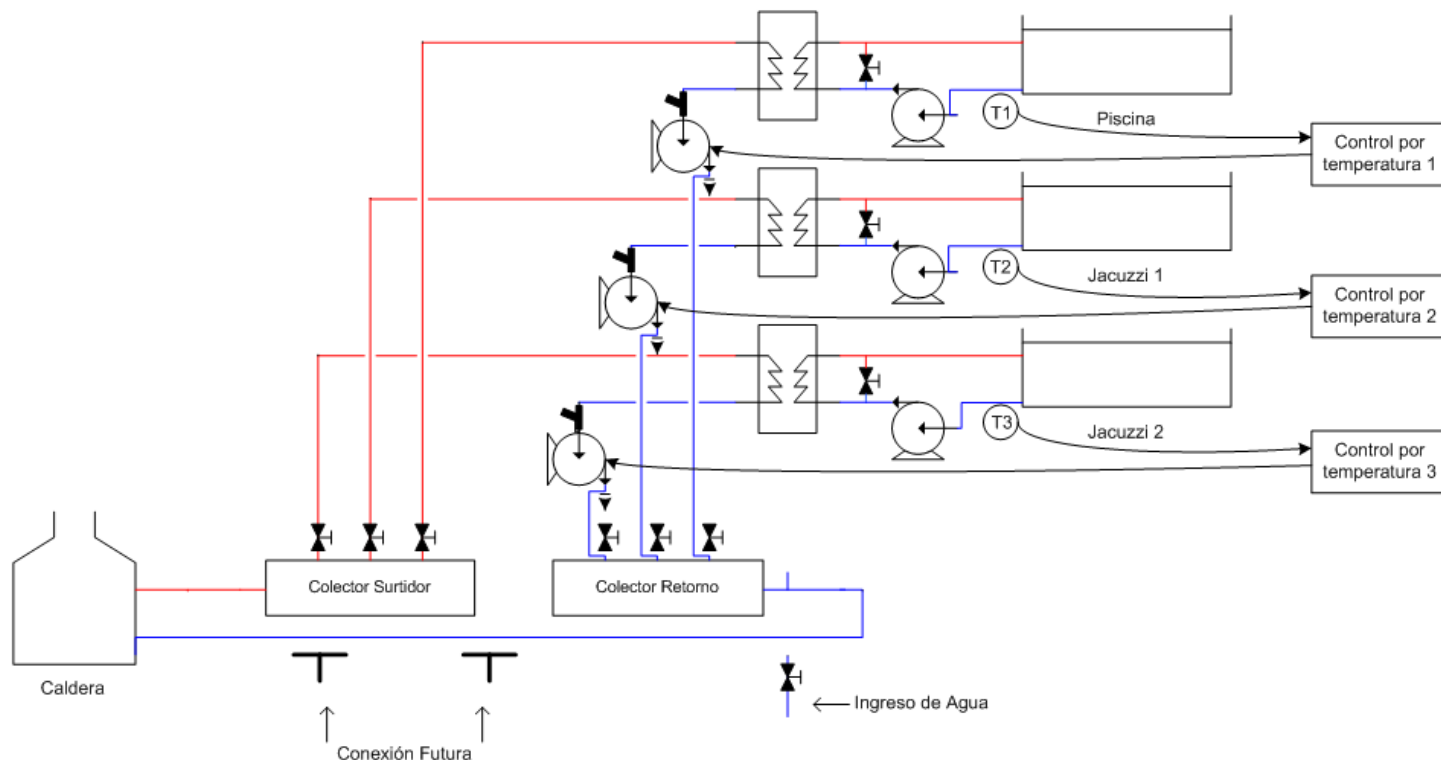 T1
Piscina
Control por
temperatura 1
T2
Jacuzzi 1
Control por
temperatura 2
T3
Jacuzzi 2
Control por
temperatura 3
Colector Surtidor
Colector Retorno
Caldera
Ingreso de Agua
Conexión Futura